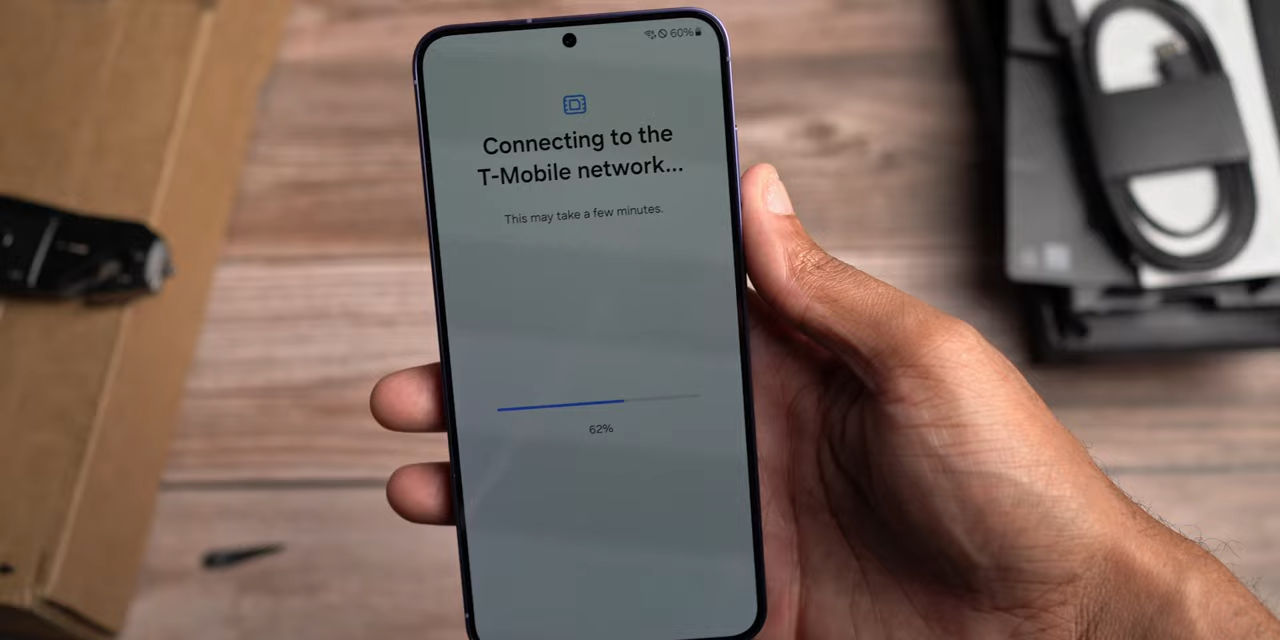 60%
Connecting to the
T-Mobile network...
This may take a few minutes.
62%